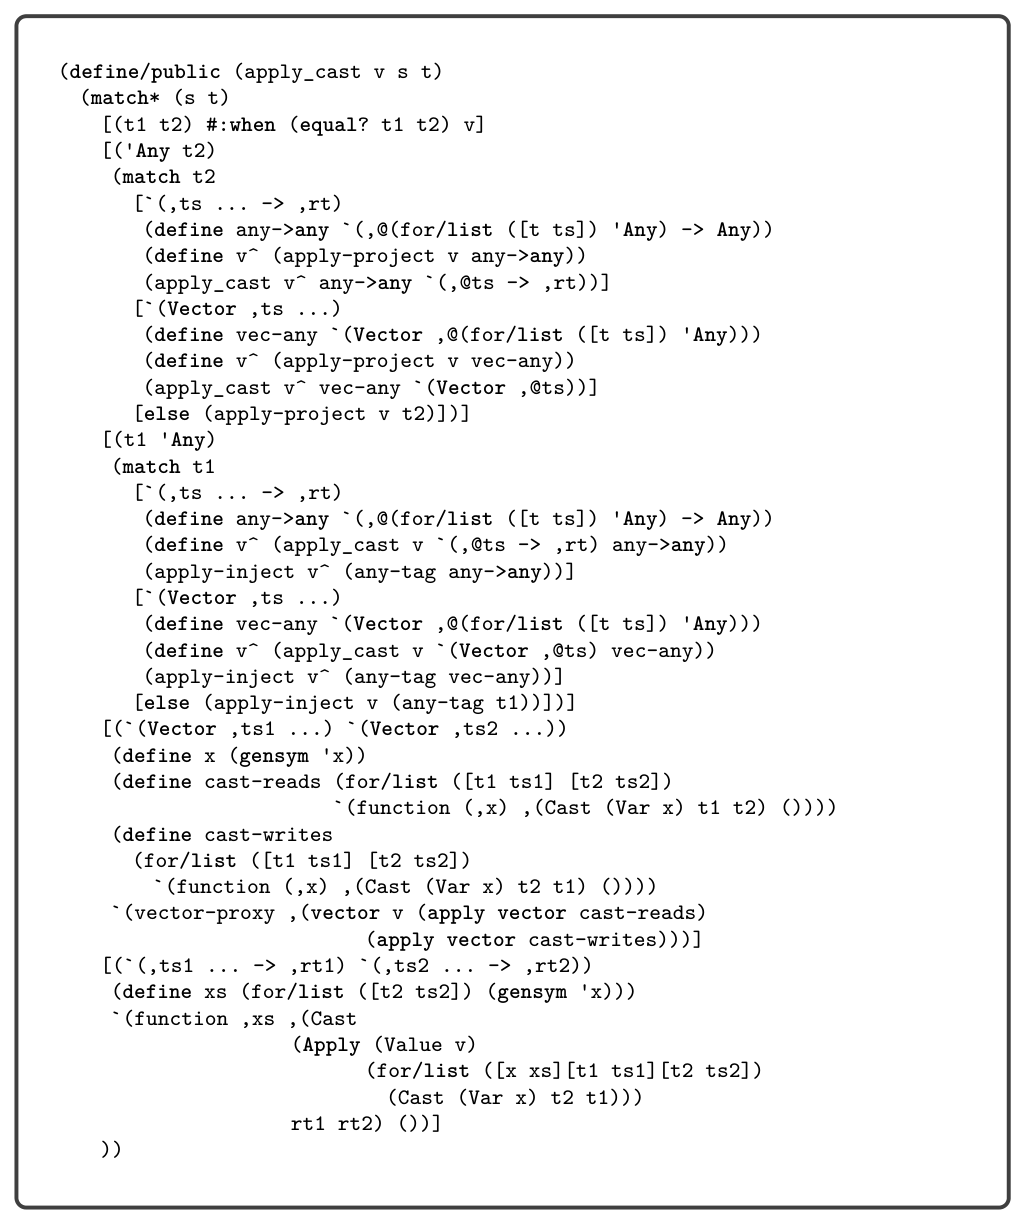 (define/public (apply_cast v s t)
  (match* (s t)
    [(t1 t2) #:when (equal? t1 t2) v]
    [('Any t2)
     (match t2
       [`(,ts ... -> ,rt)
        (define any->any `(,@(for/list ([t ts]) 'Any) -> Any))
        (define v^ (apply-project v any->any))
        (apply_cast v^ any->any `(,@ts -> ,rt))]
       [`(Vector ,ts ...)
        (define vec-any `(Vector ,@(for/list ([t ts]) 'Any)))
        (define v^ (apply-project v vec-any))
        (apply_cast v^ vec-any `(Vector ,@ts))]
       [else (apply-project v t2)])]
    [(t1 'Any)
     (match t1
       [`(,ts ... -> ,rt)
        (define any->any `(,@(for/list ([t ts]) 'Any) -> Any))
        (define v^ (apply_cast v `(,@ts -> ,rt) any->any))
        (apply-inject v^ (any-tag any->any))]
       [`(Vector ,ts ...)
        (define vec-any `(Vector ,@(for/list ([t ts]) 'Any)))
        (define v^ (apply_cast v `(Vector ,@ts) vec-any))
        (apply-inject v^ (any-tag vec-any))]
       [else (apply-inject v (any-tag t1))])]
    [(`(Vector ,ts1 ...) `(Vector ,ts2 ...))
     (define x (gensym 'x))
     (define cast-reads (for/list ([t1 ts1] [t2 ts2])
                          `(function (,x) ,(Cast (Var x) t1 t2) ())))
     (define cast-writes
       (for/list ([t1 ts1] [t2 ts2])
         `(function (,x) ,(Cast (Var x) t2 t1) ())))
     `(vector-proxy ,(vector v (apply vector cast-reads)
                             (apply vector cast-writes)))]
    [(`(,ts1 ... -> ,rt1) `(,ts2 ... -> ,rt2))
     (define xs (for/list ([t2 ts2]) (gensym 'x)))
     `(function ,xs ,(Cast
                      (Apply (Value v)
                             (for/list ([x xs][t1 ts1][t2 ts2])
                               (Cast (Var x) t2 t1)))
                      rt1 rt2) ())]
    ))